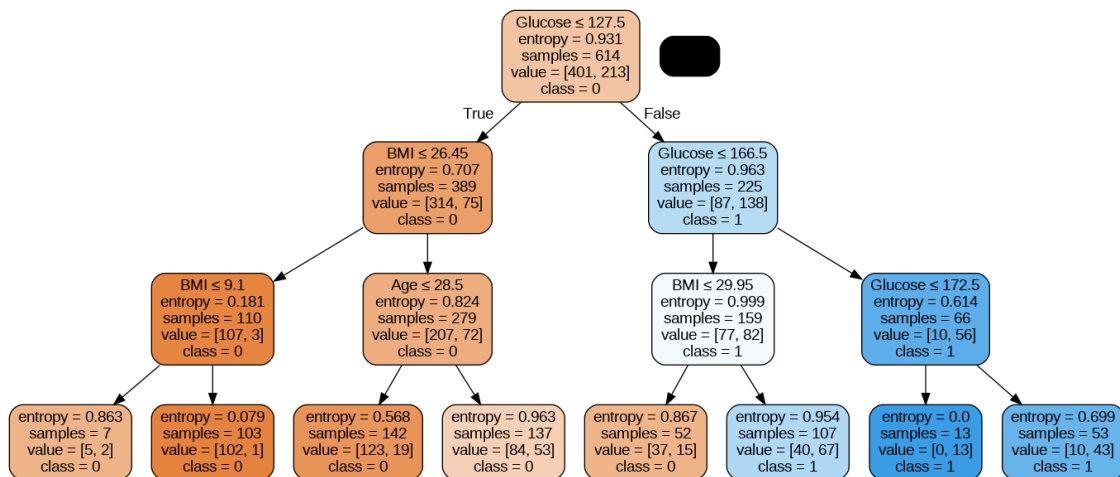 Glucose ≤ 127.5
entropy = 0.931
samples = 614
value = [401, 213]
class = 0
True
False
BMI ≤ 26.45
entropy = 0.707
samples = 389
value = [314, 75]
class = 0
Glucose ≤ 166.5
entropy = 0.963
samples = 225
value = [87, 138]
class = 1
BMI ≤ 9.1
entropy = 0.181
samples = 110
value = [107, 3]
class = 0
Age ≤ 28.5
entropy = 0.824
samples = 279
value = [207, 72]
class = 0
BMI ≤ 29.95
entropy = 0.999
samples = 159
value = [77, 82]
class = 1
Glucose ≤ 172.5
entropy = 0.614
samples = 66
value = [10, 56]
class = 1
entropy = 0.863
samples = 7
value = [5, 2]
class = 0
entropy = 0.079
samples = 103
value = [102, 1]
class = 0
entropy = 0.568
samples = 142
value = [123, 19]
class = 0
entropy = 0.963
samples = 137
value = [84, 53]
class = 0
entropy = 0.867
samples = 52
value = [37, 15]
class = 0
entropy = 0.954
samples = 107
value = [40, 67]
class = 1
entropy = 0.0
samples = 13
value = [0, 13]
class = 1
entropy = 0.699
samples = 53
value = [10, 43]
class = 1